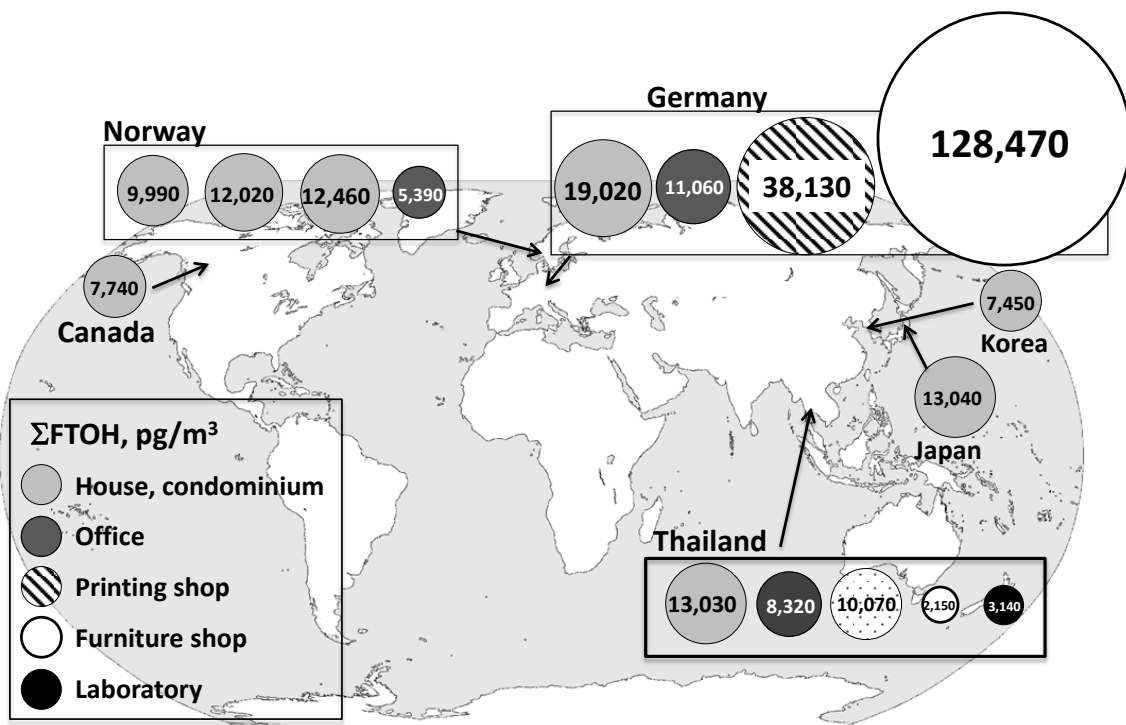 Germany
Norway
128,470
9,990 12,020 12,460 5,390
19,020 11,060 38,130
7,740
Canada
7,450
Korea
13,040
Japan
ΣFTOH, pg/m³
House, condominium
Office
Printing shop
Furniture shop
Laboratory
Thailand
13,030 8,320 10,070 2,150 3,140